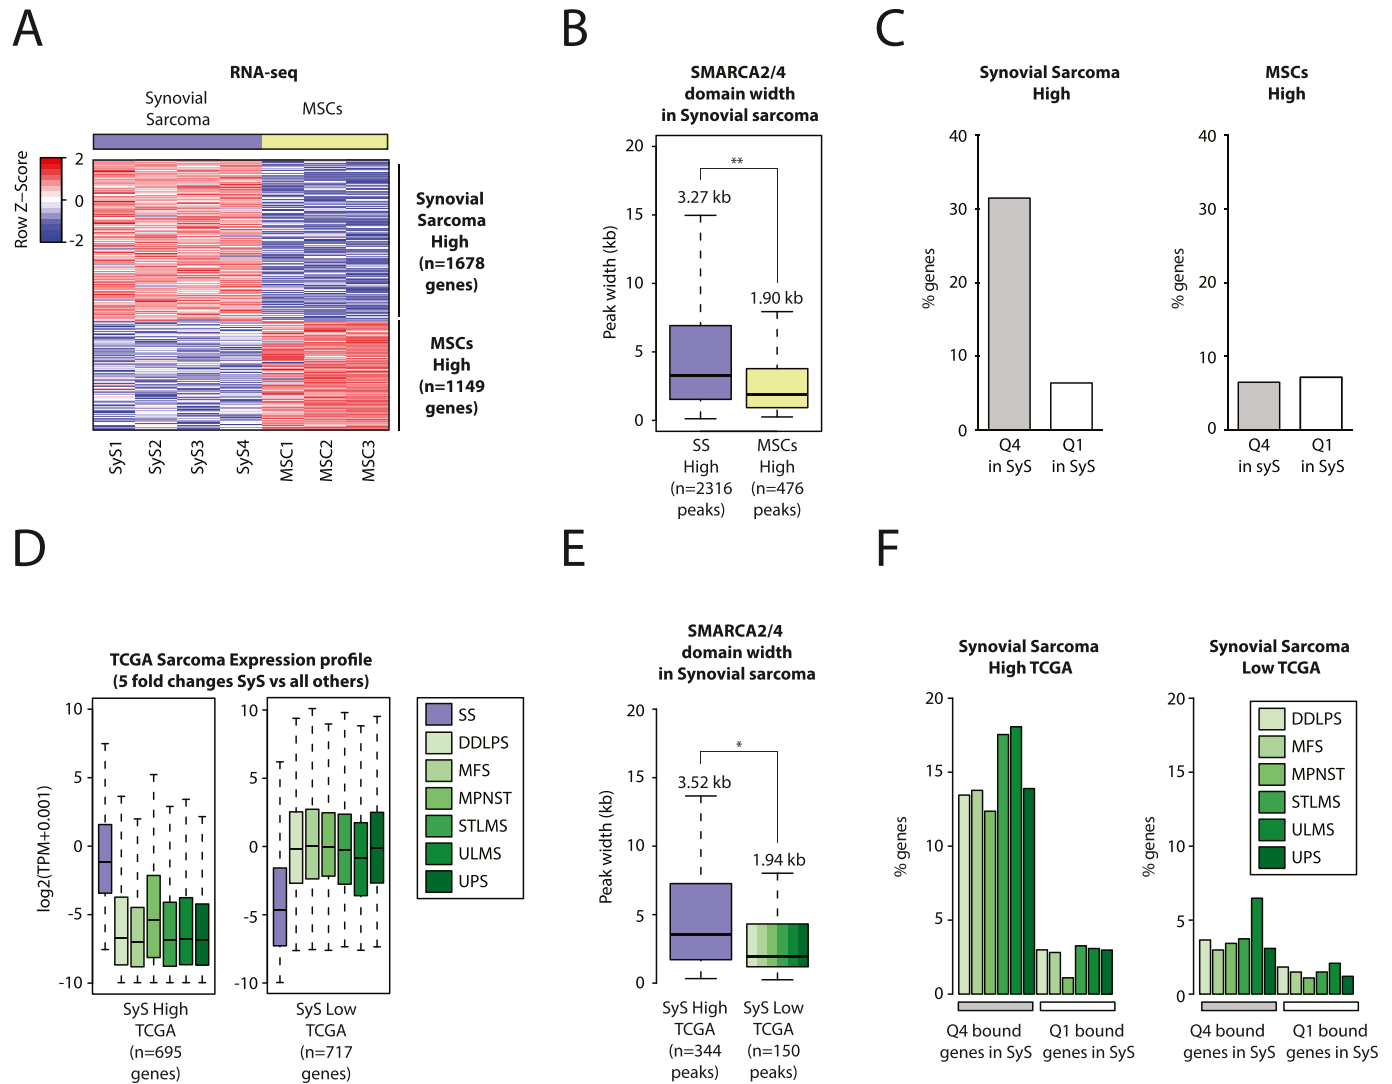 A
RNA-seq
Synovial
Sarcoma
MSCs
Row Z−Score
2
0
-2
Synovial
Sarcoma
High
(n=1678
genes)
MSCs
High
(n=1149
genes)
SyS1
SyS2
SyS3
SyS4
MSC1
MSC2
MSC3
B
SMARCA2/4
domain width
in Synovial sarcoma
Peak width (kb)
20
15
10
5
0
**
3.27 kb
1.90 kb
SS
High
(n=2316
peaks)
MSCs
High
(n=476
peaks)
C
Synovial Sarcoma
High
% genes
40
30
20
10
0
Q4
in SyS
Q1
in SyS
MSCs
High
% genes
40
30
20
10
0
Q4
in syS
Q1
in SyS
D
TCGA Sarcoma Expression profile
(5 fold changes SyS vs all others)
log2(TPM+0.001)
10
5
0
-5
-10
SyS High
TCGA
(n=695
genes)
10
5
0
-5
-10
SyS Low
TCGA
(n=717
genes)
SS
DDLPS
MFS
MPNST
STLMS
ULMS
UPS
E
SMARCA2/4
domain width
in Synovial sarcoma
Peak width (kb)
20
15
10
5
0
*
3.52 kb
1.94 kb
SyS High
TCGA
(n=344
peaks)
SyS Low
TCGA
(n=150
peaks)
F
Synovial Sarcoma
High TCGA
% genes
20
15
10
5
0
Q4 bound
genes in SyS
Q1 bound
genes in SyS
Synovial Sarcoma
Low TCGA
% genes
20
15
10
5
0
DDLPS
MFS
MPNST
STLMS
ULMS
UPS
Q4 bound
genes in SyS
Q1 bound
genes in SyS